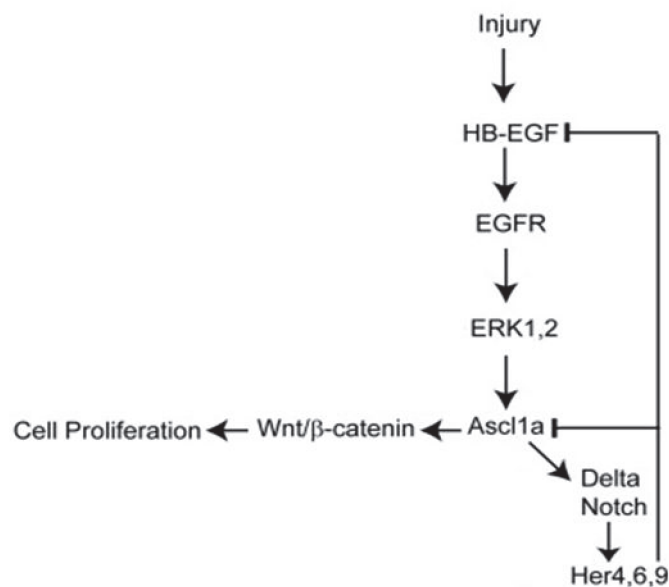 Injury
HB-EGF
EGFR
ERK1,2
Cell Proliferation
Wnt/β-catenin
Ascl1a
Delta
Notch
Her4,6,9